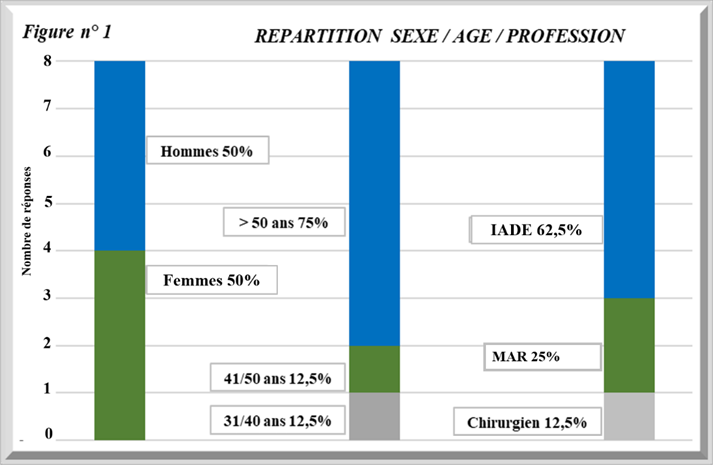 Figure n° 1
REPARTITION SEXE / AGE / PROFESSION
Nombre de réponses
8
7
6
5
4
3
2
1
0
Hommes 50%
Femmes 50%
> 50 ans 75%
41/50 ans 12,5%
31/40 ans 12,5%
IADE 62,5%
MAR 25%
Chirurgien 12,5%